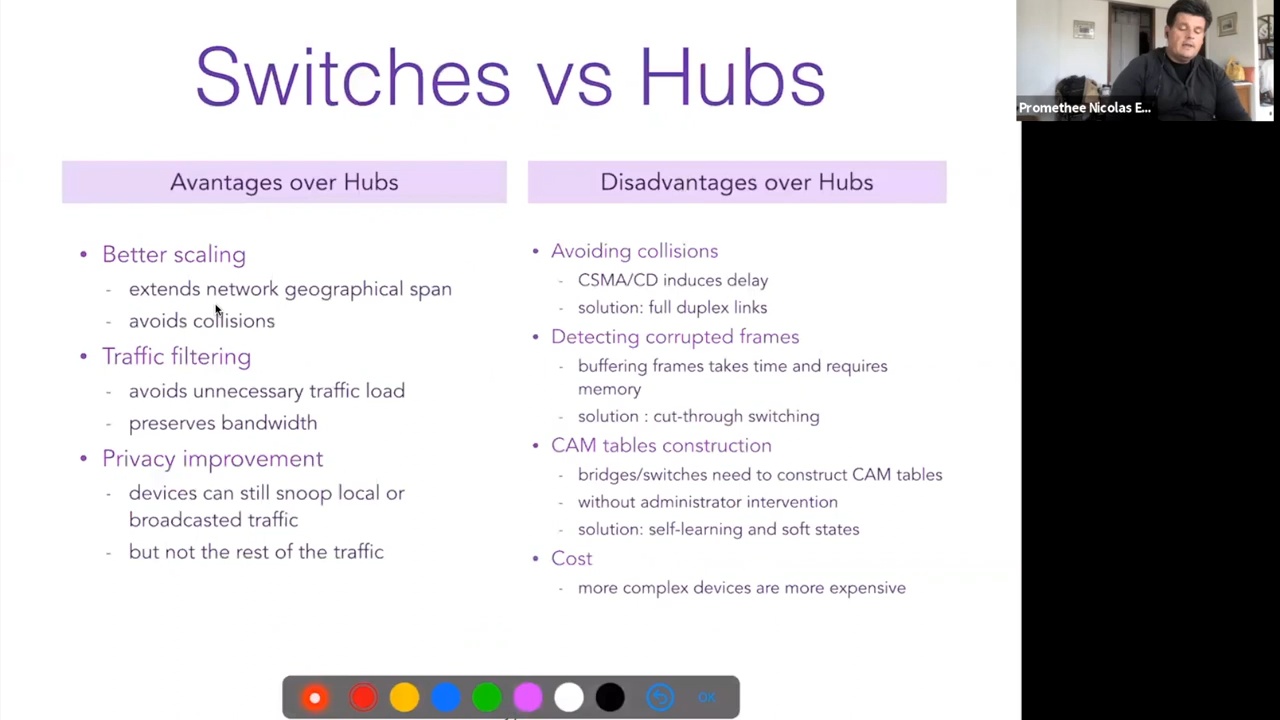 Switches vs Hubs
Promethee Nicolas E...
Avantages over Hubs
• Better scaling
- extends network geographical span
- avoids collisions
• Traffic filtering
- avoids unnecessary traffic load
- preserves bandwidth
• Privacy improvement
- devices can still snoop local or
broadcasted traffic
- but not the rest of the traffic
Disadvantages over Hubs
• Avoiding collisions
- CSMA/CD induces delay
- solution: full duplex links
• Detecting corrupted frames
- buffering frames takes time and requires
memory
- solution : cut-through switching
• CAM tables construction
- bridges/switches need to construct CAM tables
- without administrator intervention
- solution: self-learning and soft states
• Cost
- more complex devices are more expensive
OK